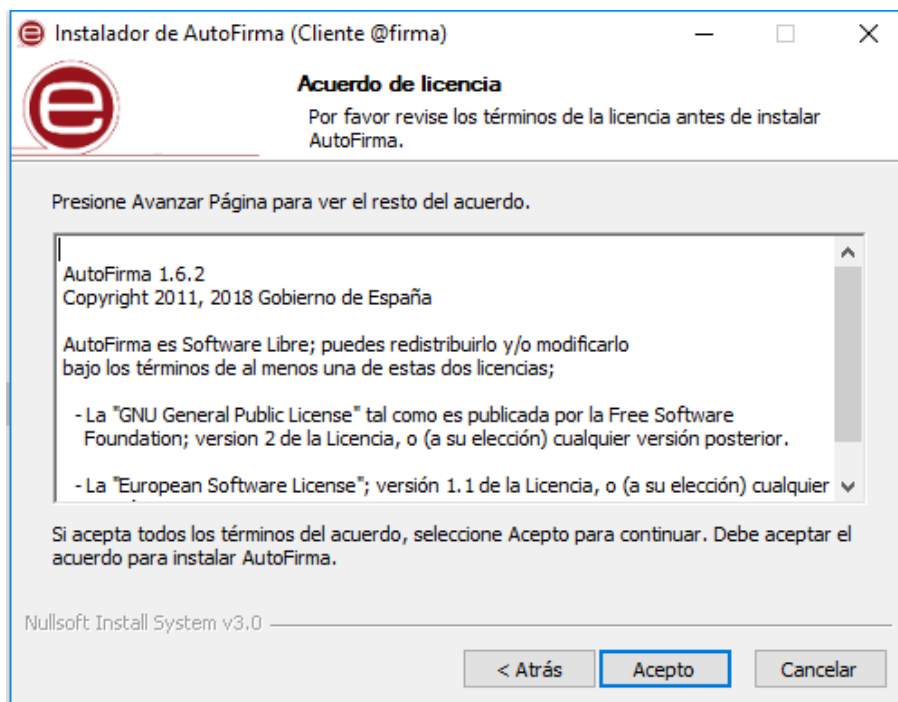 Instalador de AutoFirma (Cliente @firma)
Acuerdo de licencia
Por favor revise los términos de la licencia antes de instalar
AutoFirma.
Presione Avanzar Página para ver el resto del acuerdo.
AutoFirma 1.6.2
Copyright 2011, 2018 Gobierno de España
AutoFirma es Software Libre; puedes redistribuirlo y/o modificarlo
bajo los términos de al menos una de estas dos licencias;
- La "GNU General Public License" tal como es publicada por la Free Software
Foundation; version 2 de la Licencia, o (a su elección) cualquier versión posterior.
- La "European Software License"; versión 1.1 de la Licencia, o (a su elección) cualquier
Si acepta todos los términos del acuerdo, seleccione Acepto para continuar. Debe aceptar el
acuerdo para instalar AutoFirma.
Nullsoft Install System v3.0
< Atrás
Acepto
Cancelar